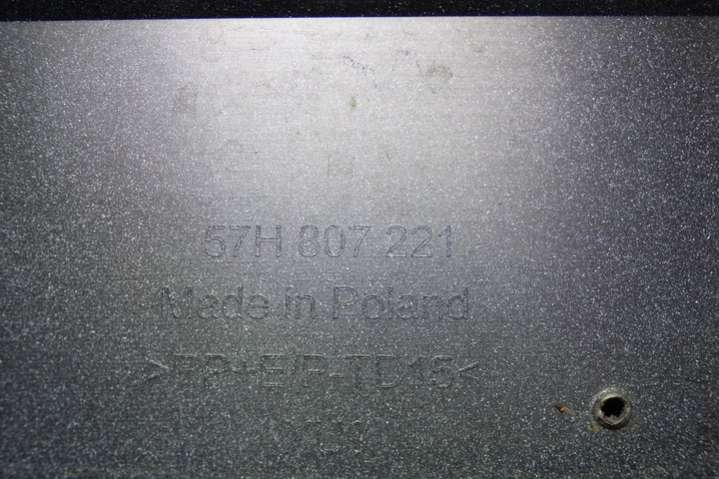 57H 807 221
Made in Poland
>PP+E/P-TD15<